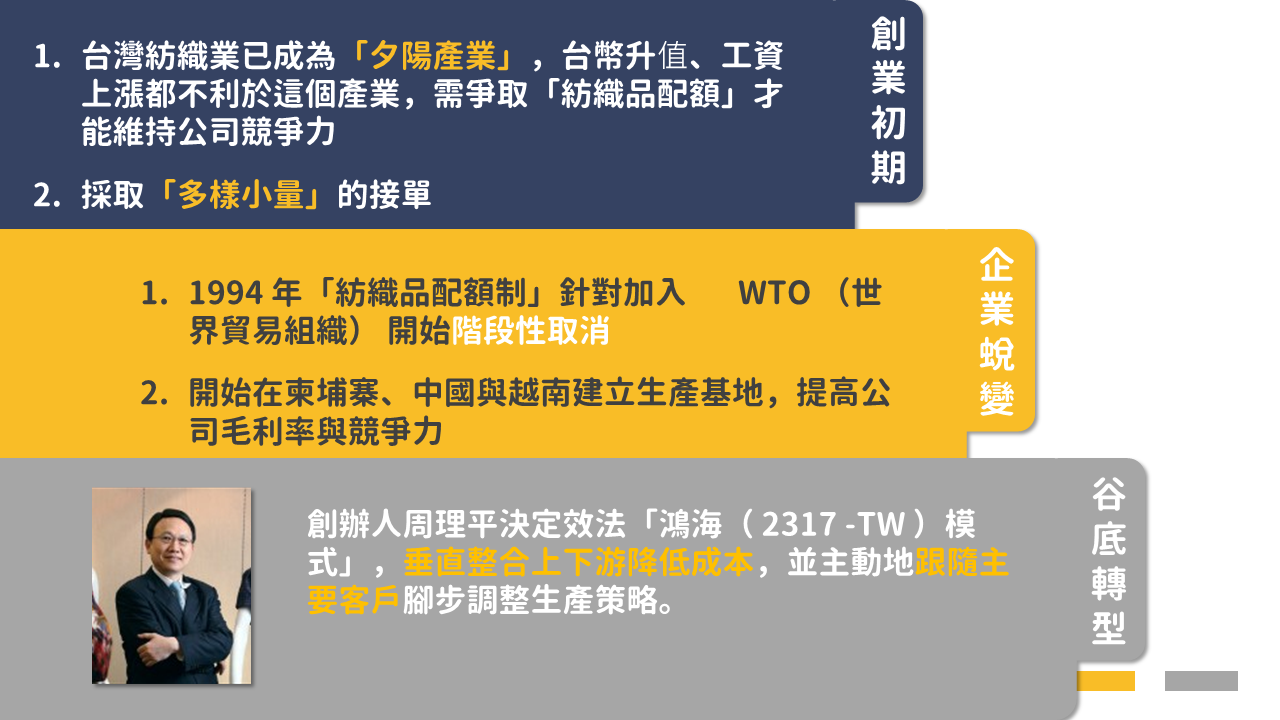 1. 台灣紡織業已成為「夕陽產業」，台幣升值、工資
上漲都不利於這個產業，需爭取「紡織品配額」才
能維持公司競爭力
2. 採取「多樣小量」的接單
創
業
初
期
1. 1994 年「紡織品配額制」針對加入 WTO （世
界貿易組織） 開始階段性取消
2. 開始在柬埔寨、中國與越南建立生產基地，提高公
司毛利率與競爭力
企
業
蛻
變
創辦人周理平決定效法「鴻海（ 2317 -TW ）模
式」，垂直整合上下游降低成本，並主動地跟隨主
要客戶腳步調整生產策略。
谷
底
轉
型